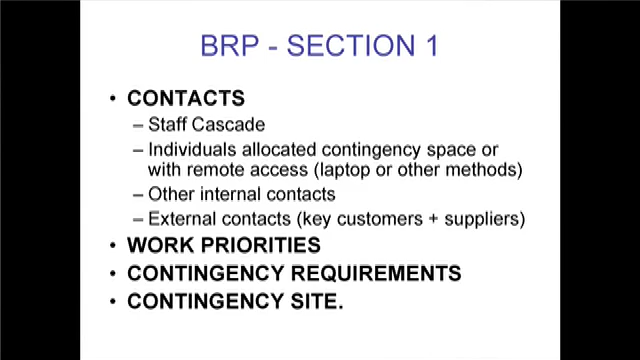 BRP - SECTION 1
• CONTACTS
– Staff Cascade
– Individuals allocated contingency space or
with remote access (laptop or other methods)
– Other internal contacts
– External contacts (key customers + suppliers)
• WORK PRIORITIES
• CONTINGENCY REQUIREMENTS
• CONTINGENCY SITE.